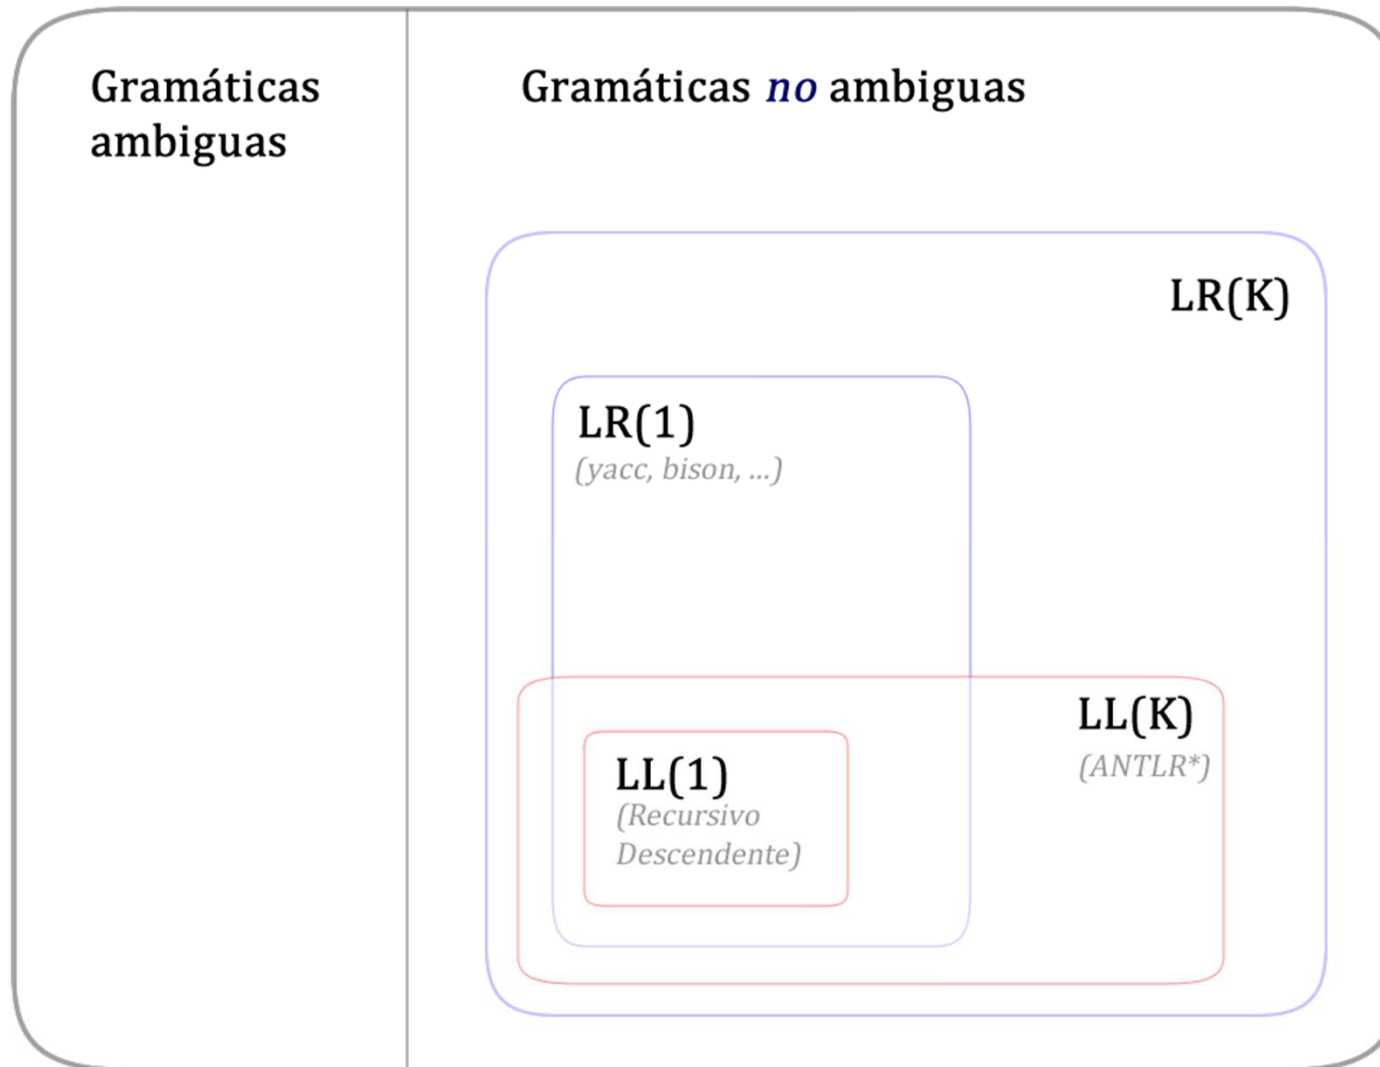 Gramáticas
ambiguas
Gramáticas no ambiguas
LR(K)
LR(1)
(yacc, bison, ...)
LL(K)
(ANTLR*)
LL(1)
(Recursivo
Descendente)